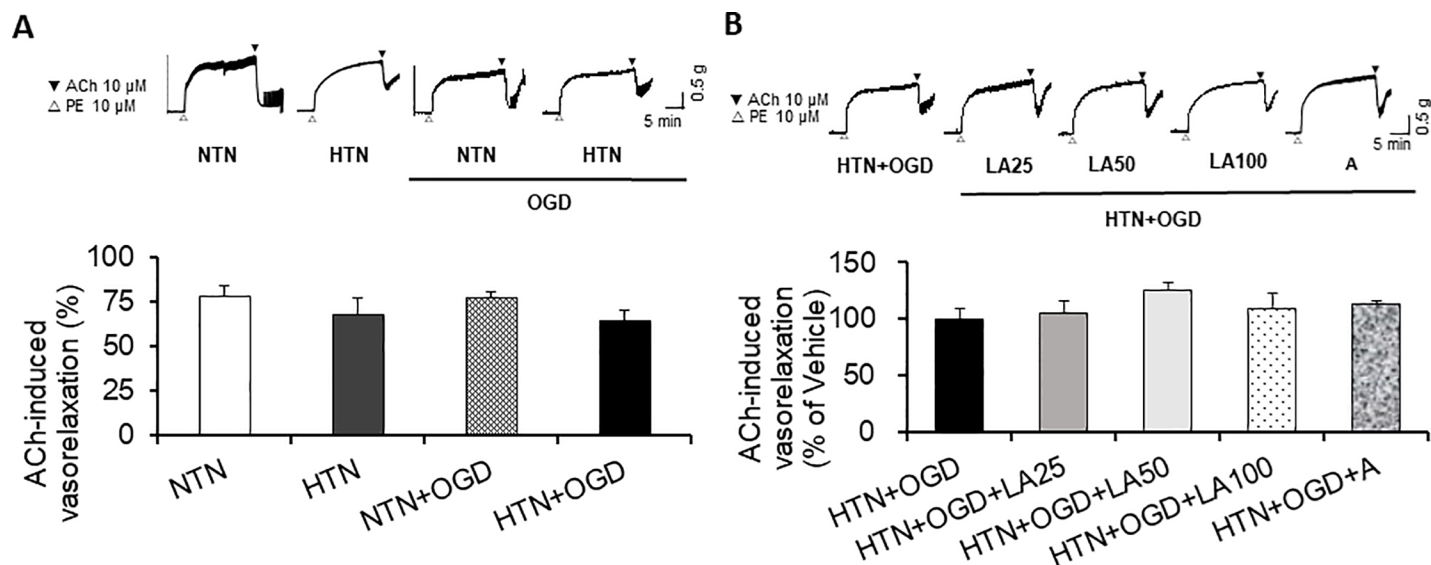 A
▼ ACh 10 µM
△ PE 10 µM
0.5 g
5 min
NTN
HTN
NTN
HTN
OGD
ACh-induced
vasorelaxation (%)
100
75
50
25
0
NTN
HTN
NTN+OGD
HTN+OGD
B
▼ ACh 10 µM
△ PE 10 µM
0.5 g
5 min
HTN+OGD
LA25
LA50
LA100
A
HTN+OGD
ACh-induced
vasorelaxation
(% of Vehicle)
150
100
50
0
HTN+OGD
HTN+OGD+LA25
HTN+OGD+LA50
HTN+OGD+LA100
HTN+OGD+A